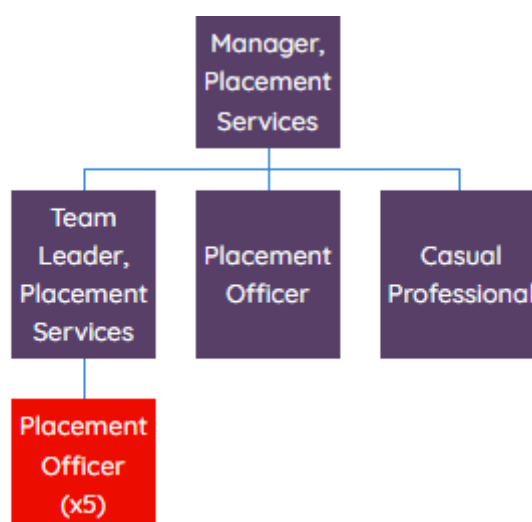 Manager,
Placement
Services
Team
Leader,
Placement
Services
Placement
Officer
Casual
Professional
Placement
Officer
(x5)